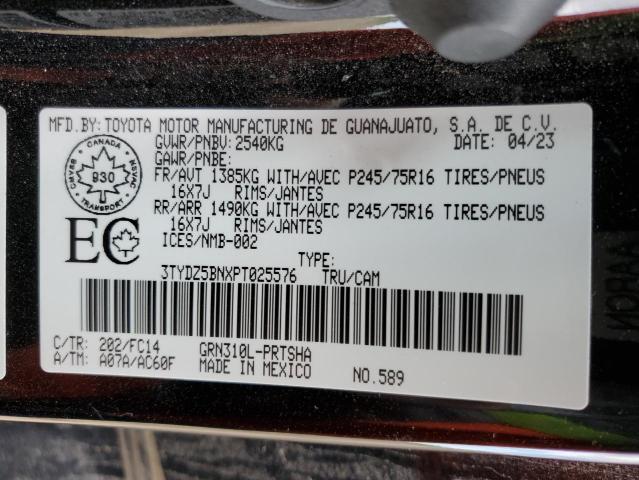 MFD.BY: TOYOTA MOTOR MANUFACTURING DE GUANAJUATO, S.A. DE C.V.
GVWR/PNBV: 2540KG DATE: 04/23
GAWR/PNBE:
FR/AVT 1385KG WITH/AVEC P245/75R16 TIRES/PNEUS
16X7J RIMS/JANTES
RR/ARR 1490KG WITH/AVEC P245/75R16 TIRES/PNEUS
16X7J RIMS/JANTES
ICES/NMB-002
CANADA
930
TRANSPORT
NSVAC
BSARC
EC
TYPE:
3TYDZ5BNXPT025576 TRU/CAM
C/TR: 202/FC14 GRN310L-PRTSHA
A/TM: A07A/AC60F MADE IN MEXICO NO.589